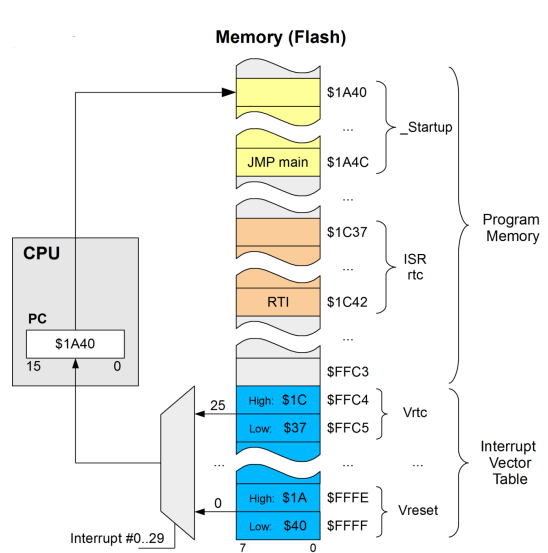 Memory (Flash)
$1A40
...
_Startup
JMP main
$1A4C
...
$1C37
...
ISR
rtc
RTI
$1C42
...
Program
Memory
CPU
PC
$1A40
15
0
$FFC3
25
High: $1C
$FFC4
Vrtc
Low: $37
$FFC5
...
...
...
Interrupt
Vector
Table
0
High: $1A
$FFFE
Vreset
Low: $40
$FFFF
Interrupt #0..29
7
0